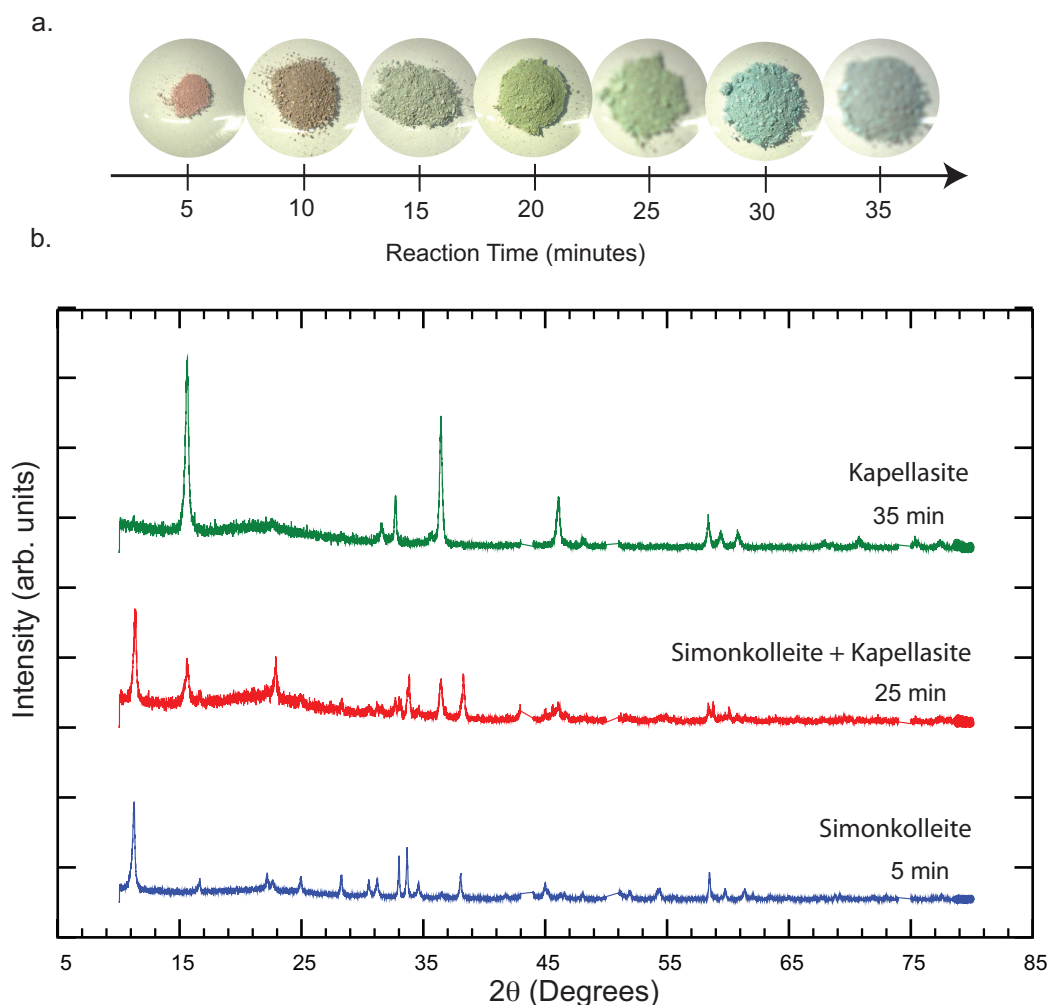 a.
5 10 15 20 25 30 35
Reaction Time (minutes)
b.
Intensity (arb. units)
Kapellasite
35 min
Simonkolleite + Kapellasite
25 min
Simonkolleite
5 min
5 15 25 35 45 55 65 75 85
2θ (Degrees)